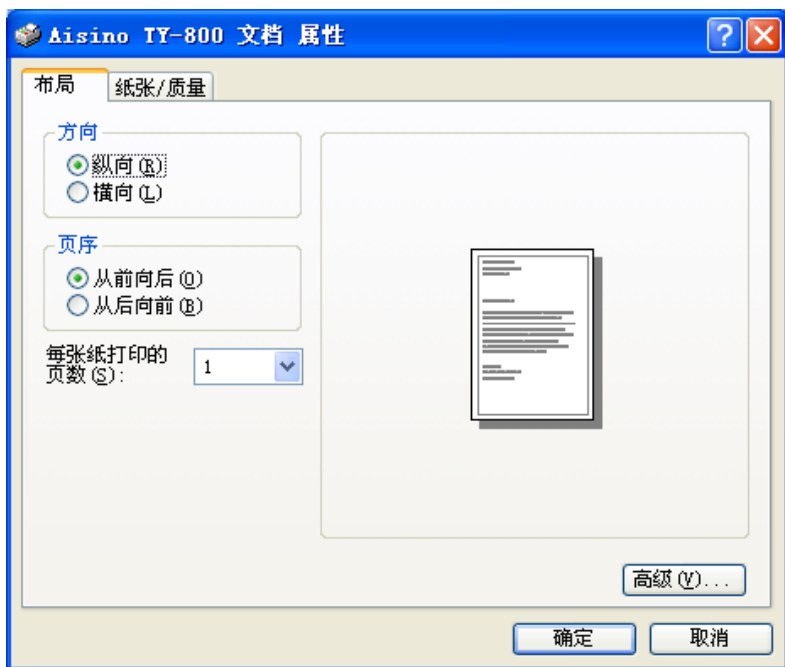 Aisino TY-800 文档 属性
布局
纸张/质量
方向
纵向(R)
横向(L)
页序
从前向后(O)
从后向前(B)
每张纸打印的
页数(S):
1
高级(V)...
确定
取消